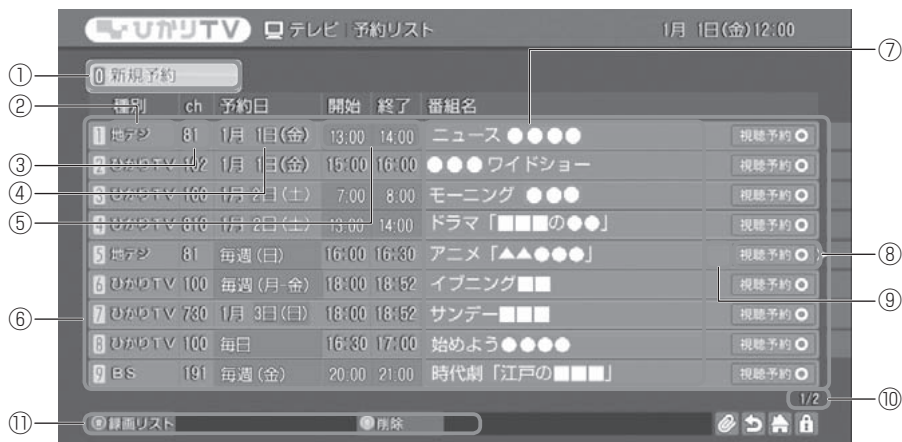 ひかりTV テレビ 予約リスト 1月 1日(金)12:00
① 0 新規予約 ⑦
② 種別 ch 予約日 開始 終了 番組名
1 地デジ 81 1月 1日(金) 13:00 14:00 ニュース ●●●● 視聴予約
③ 2 ひかりTV 102 1月 1日(金) 15:00 16:00 ●●●ワイドショー 視聴予約
④ 3 ひかりTV 1月 2日(土) 7:00 8:00 モーニング ●●● 視聴予約
⑤ 4 ひかりTV 1月 2日(土) 13:00 14:00 ドラマ「■■■の●●」 視聴予約
5 地デジ 81 毎週(日) 16:00 16:30 アニメ「▲▲●●●」 視聴予約 ⑧
6 ひかりTV 100 毎週(月-金) 18:00 18:52 イブニング■■ 視聴予約 ⑨
⑥ 7 ひかりTV 730 1月 3日(日) 18:00 18:52 サンデー■■■ 視聴予約
8 ひかりTV 100 毎日 16:30 17:00 始めよう●●●● 視聴予約
9 BS 191 毎週(金) 20:00 21:00 時代劇「江戸の■■■」 視聴予約
1/2 ⑩
⑪ 録画リスト 削除